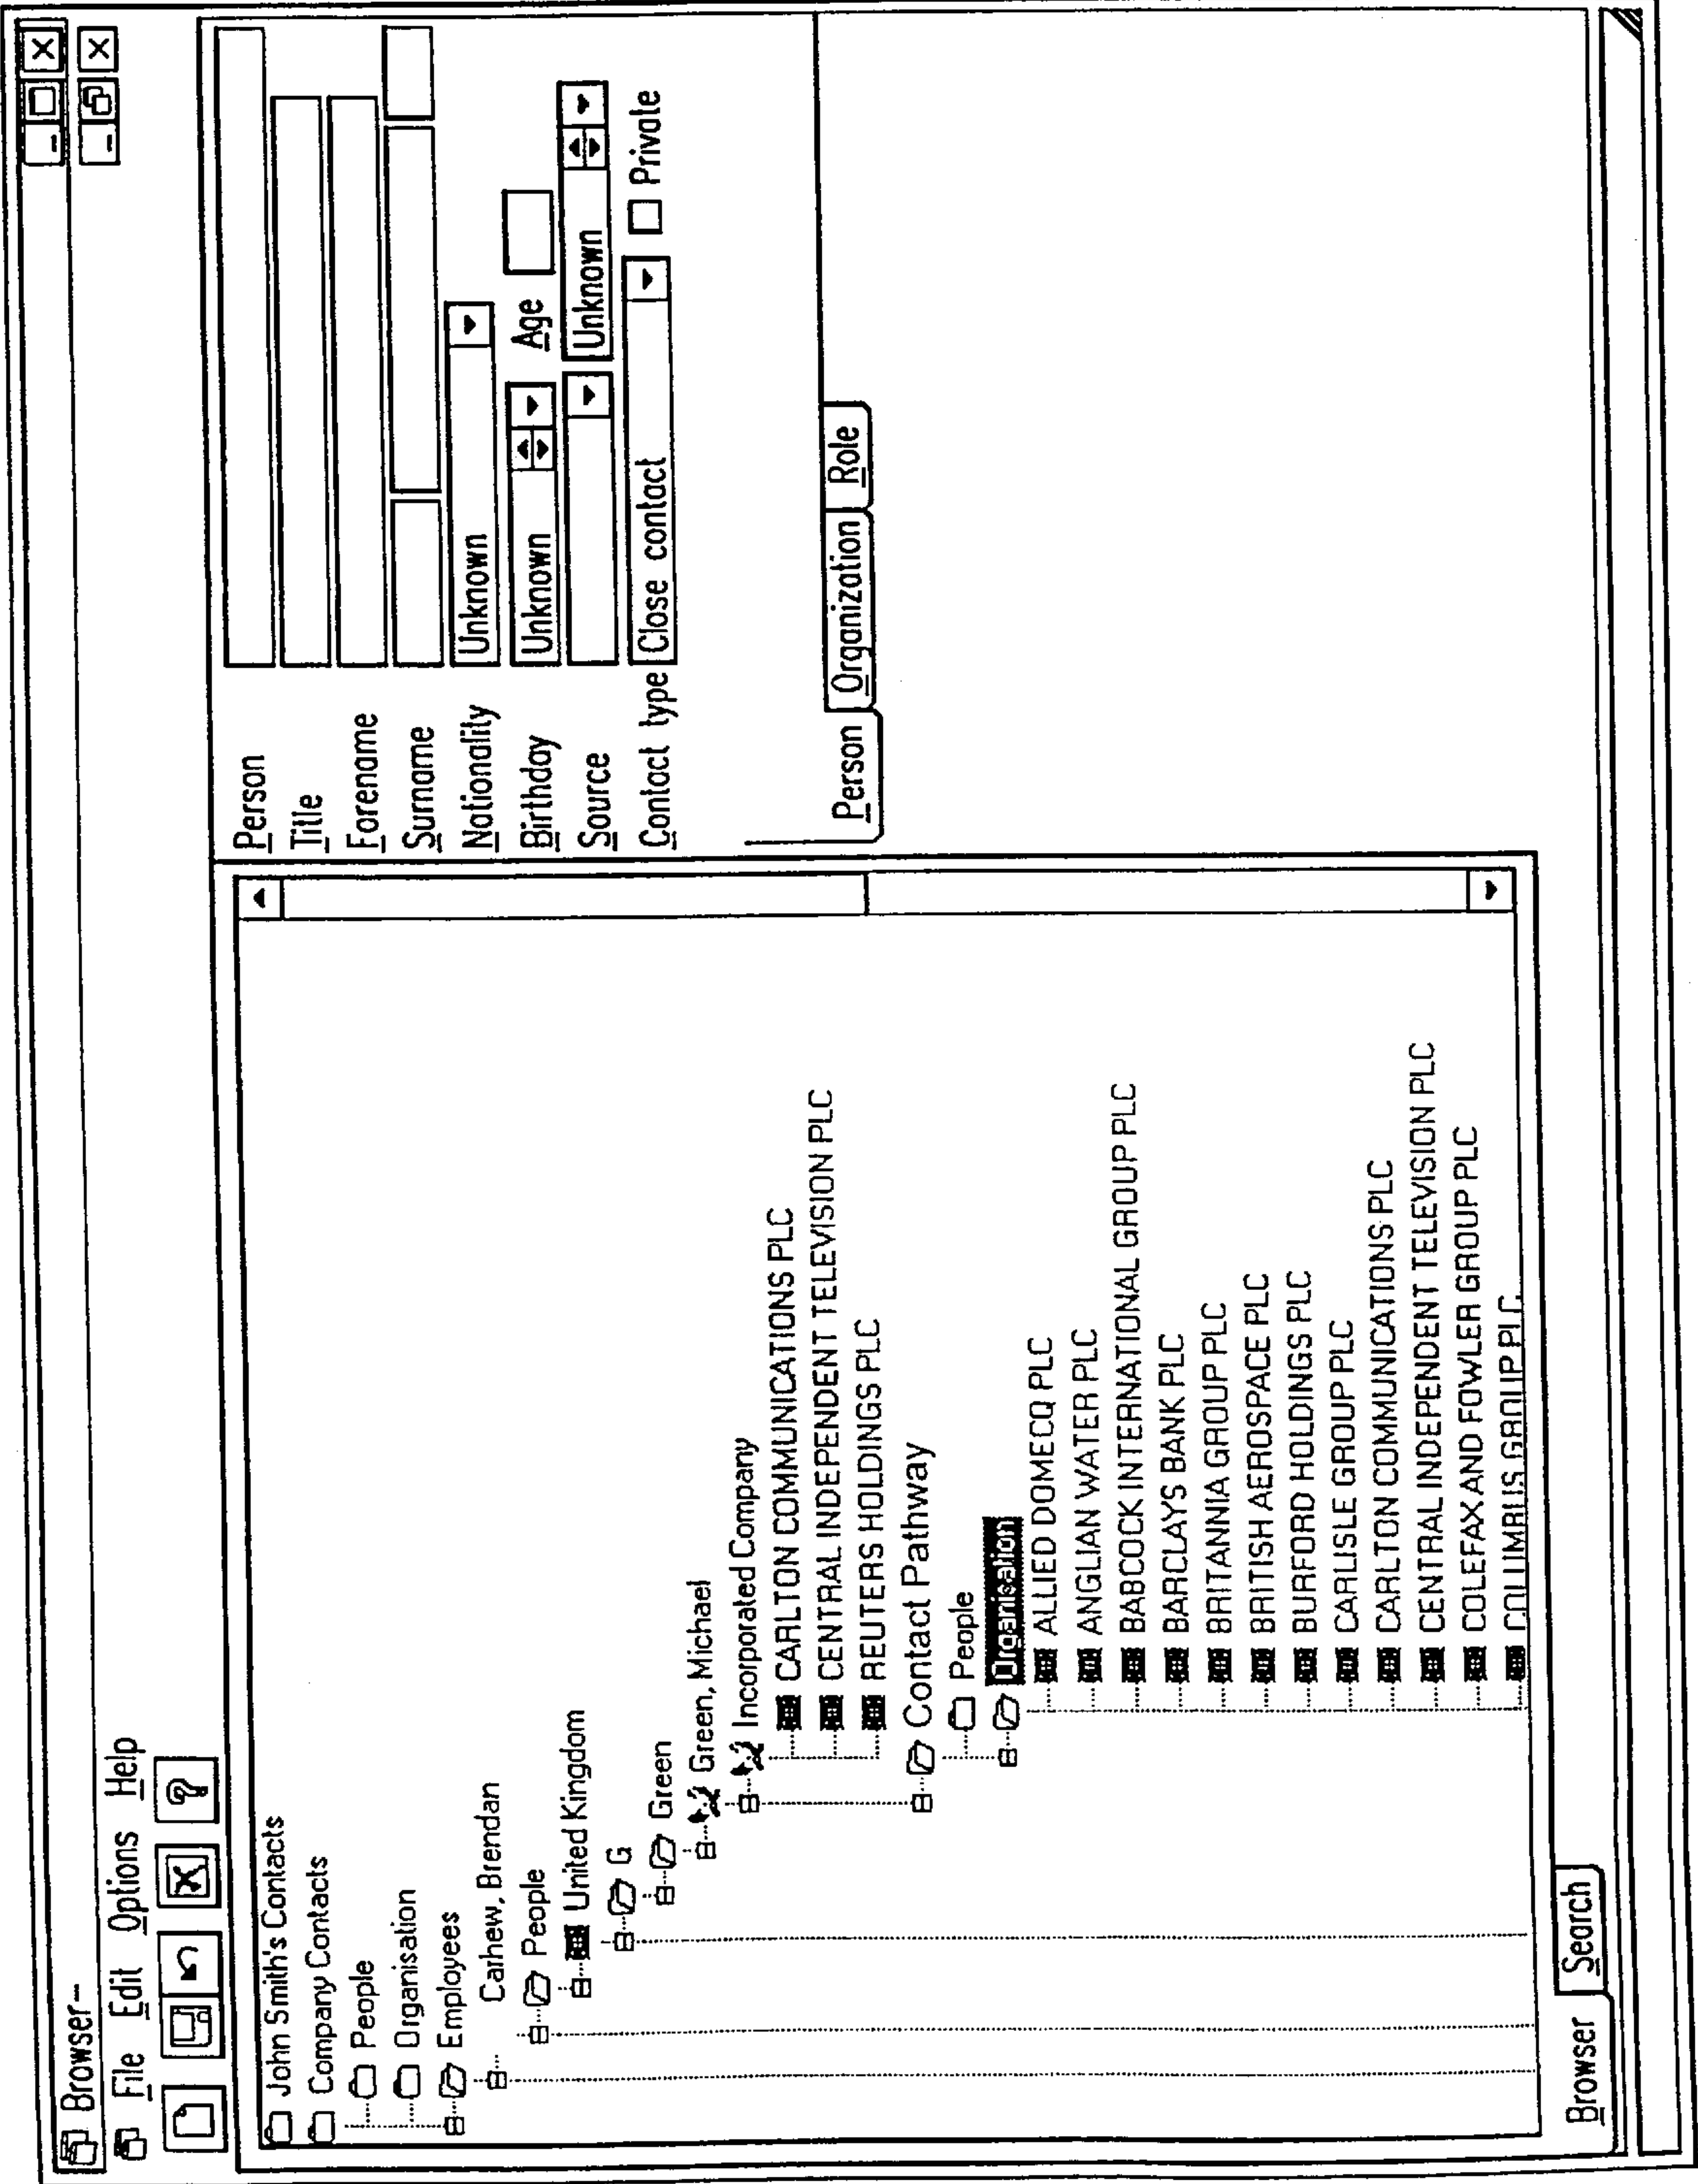 Browser-
File Edit Options Help
John Smith's Contacts
Company Contacts
People
Organisation
Employees
Carhew, Brendan
People
United Kingdom
G
Green
Green, Michael
Incorporated Company
CARLTON COMMUNICATIONS PLC
CENTRAL INDEPENDENT TELEVISION PLC
REUTERS HOLDINGS PLC
Contact Pathway
People
Organisation
ALLIED DOMECQ PLC
ANGLIAN WATER PLC
BABCOCK INTERNATIONAL GROUP PLC
BARCLAYS BANK PLC
BRITANNIA GROUP PLC
BRITISH AEROSPACE PLC
BURFORD HOLDINGS PLC
CARLISLE GROUP PLC
CARLTON COMMUNICATIONS PLC
CENTRAL INDEPENDENT TELEVISION PLC
COLEFAX AND FOWLER GROUP PLC
COLUMBUS GROUP PLC
Browser Search
Person
Title
Forename
Surname
Nationality Unknown
Birthday Unknown Age
Source Unknown
Contact type Close contact Private
Person Organization Role